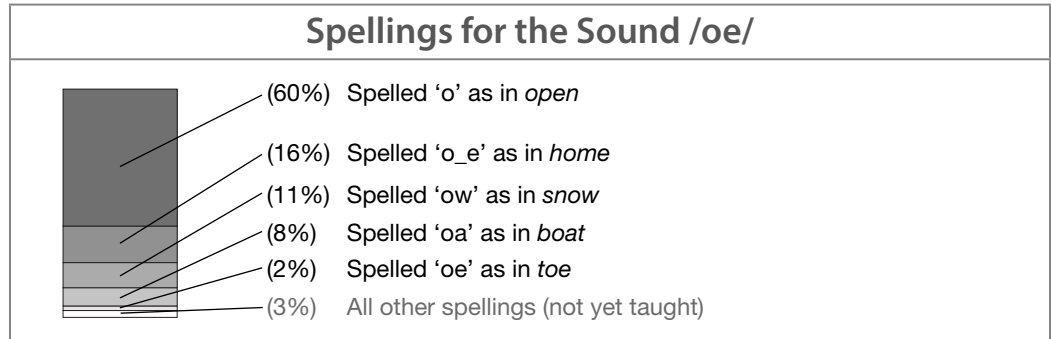 Spellings for the Sound /oe/
(60%) Spelled ‘o’ as in open
(16%) Spelled ‘o_e’ as in home
(11%) Spelled ‘ow’ as in snow
(8%) Spelled ‘oa’ as in boat
(2%) Spelled ‘oe’ as in toe
(3%) All other spellings (not yet taught)